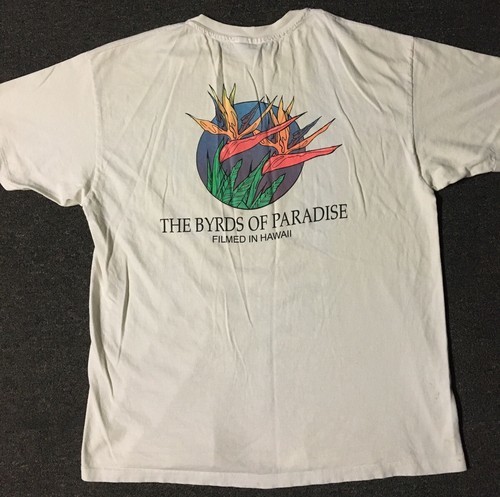 THE BYRDS OF PARADISE
FILMED IN HAWAII